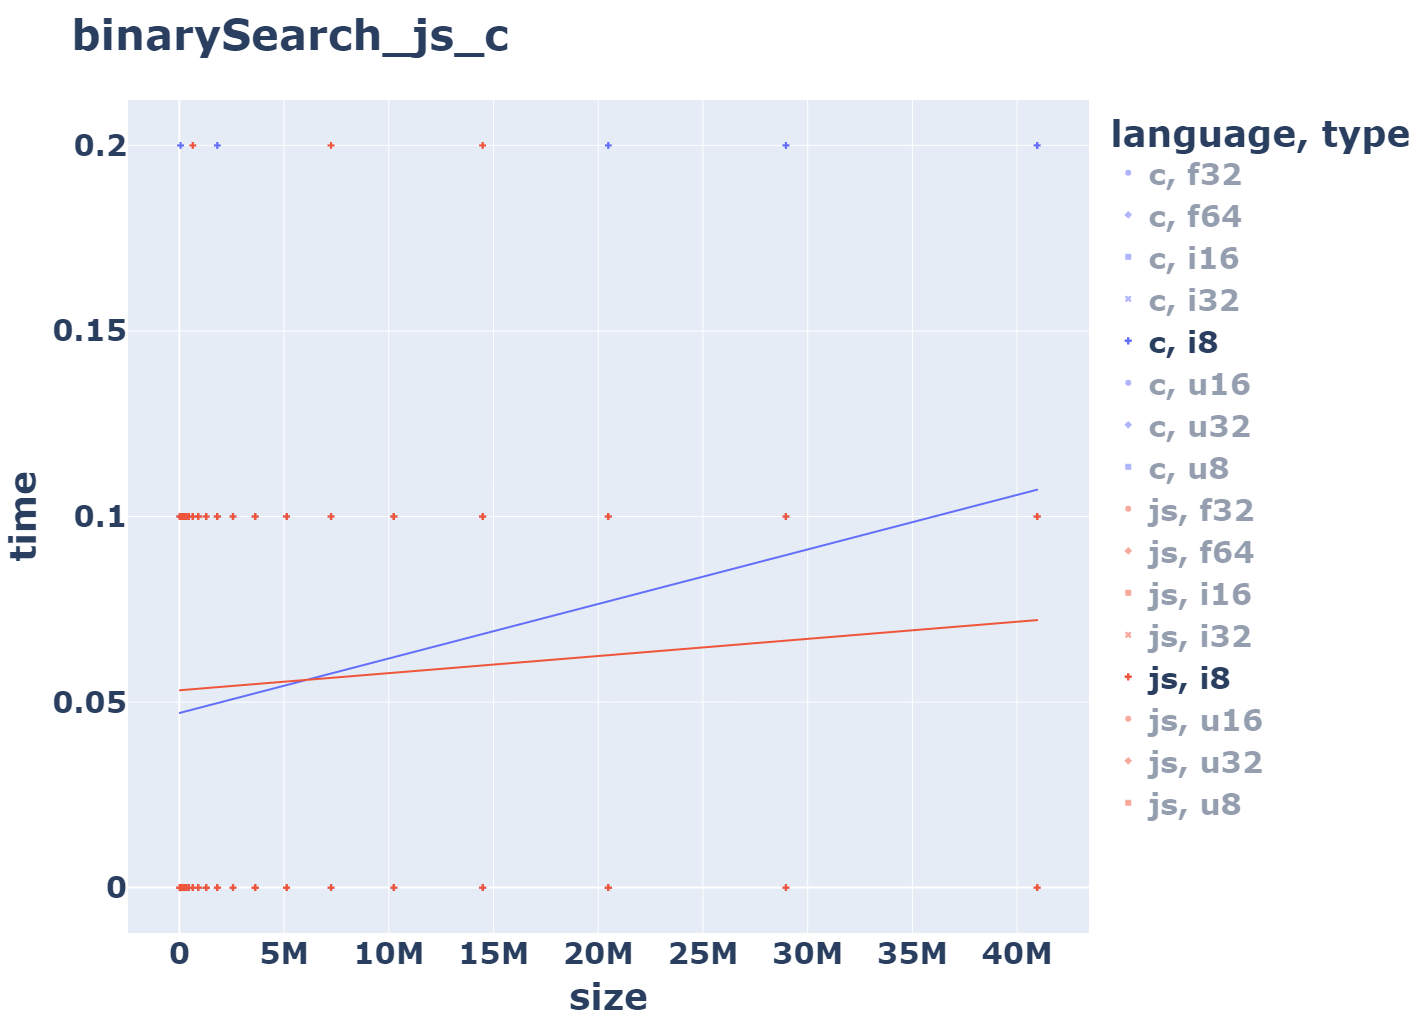 binarySearch_js_c
language, type
c, f32
c, f64
c, i16
c, i32
c, i8
c, u16
c, u32
c, u8
js, f32
js, f64
js, i16
js, i32
js, i8
js, u16
js, u32
js, u8
time
0.2
0.15
0.1
0.05
0
0 5M 10M 15M 20M 25M 30M 35M 40M
size